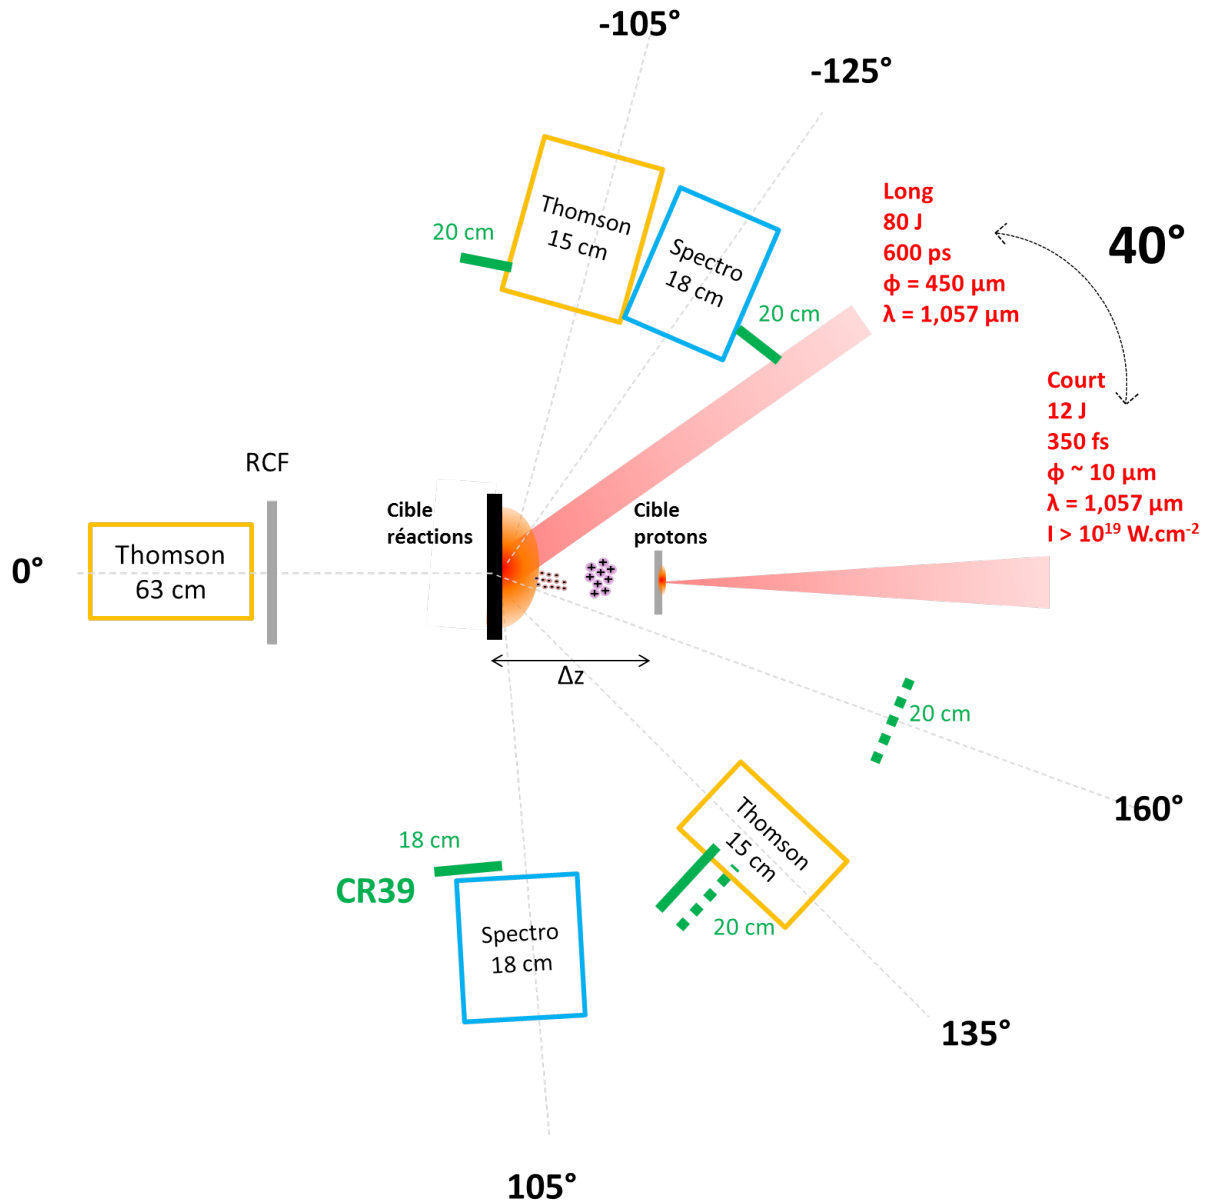 -105°
-125°
Long
80 J
600 ps
ϕ = 450 µm
λ = 1,057 µm
40°
Thomson
15 cm
20 cm
Spectro
18 cm
20 cm
Court
12 J
350 fs
ϕ ~ 10 µm
λ = 1,057 µm
I > 10¹⁹ W.cm⁻²
RCF
Cible
réactions
Cible
protons
0°
Thomson
63 cm
Δz
20 cm
160°
Thomson
15 cm
20 cm
18 cm
CR39
Spectro
18 cm
135°
105°